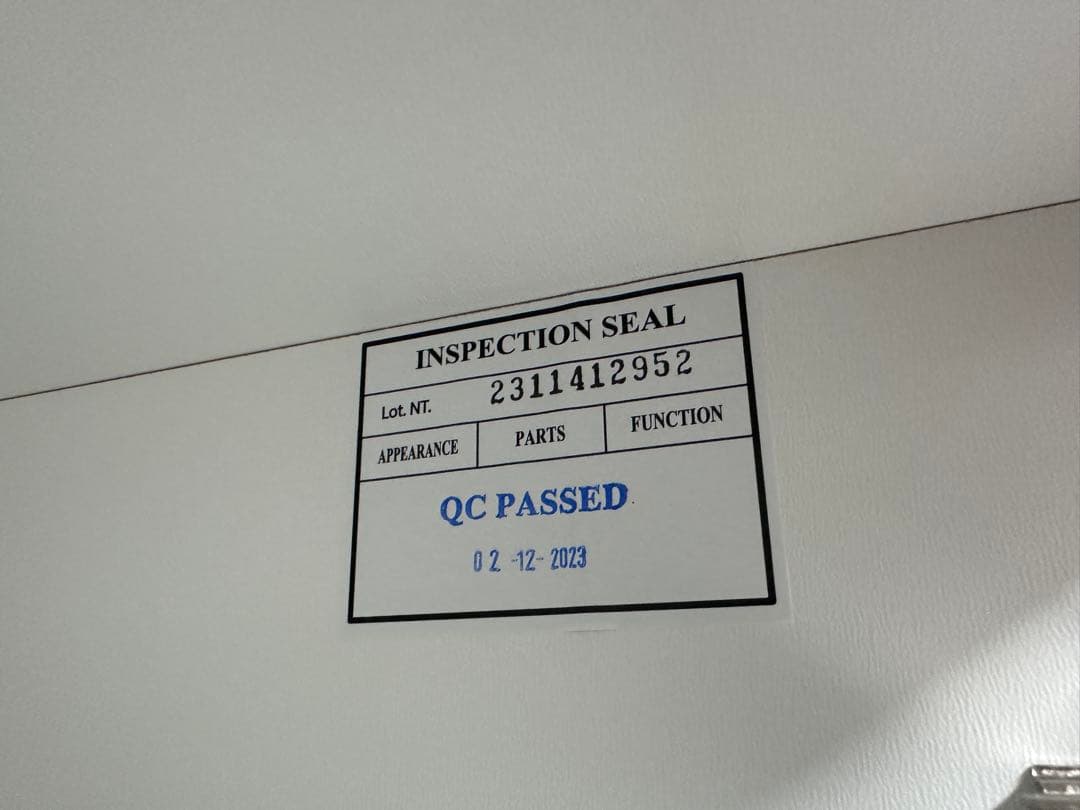 INSPECTION SEAL
Lot. NT. 2311412952
APPEARANCE PARTS FUNCTION
QC PASSED
02-12-2023